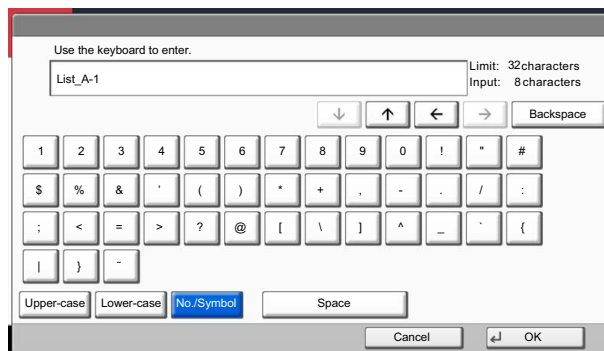 Use the keyboard to enter.
List_A-1
Limit: 32characters
Input: 8characters
↓ ↑ ← → Backspace
1 2 3 4 5 6 7 8 9 0 ! " #
$ % & ' ( ) * + , - . / :
; < = > ? @ [ \ ] ^ _ ` {
| } ~
Upper-case Lower-case No./Symbol Space
Cancel ↵ OK